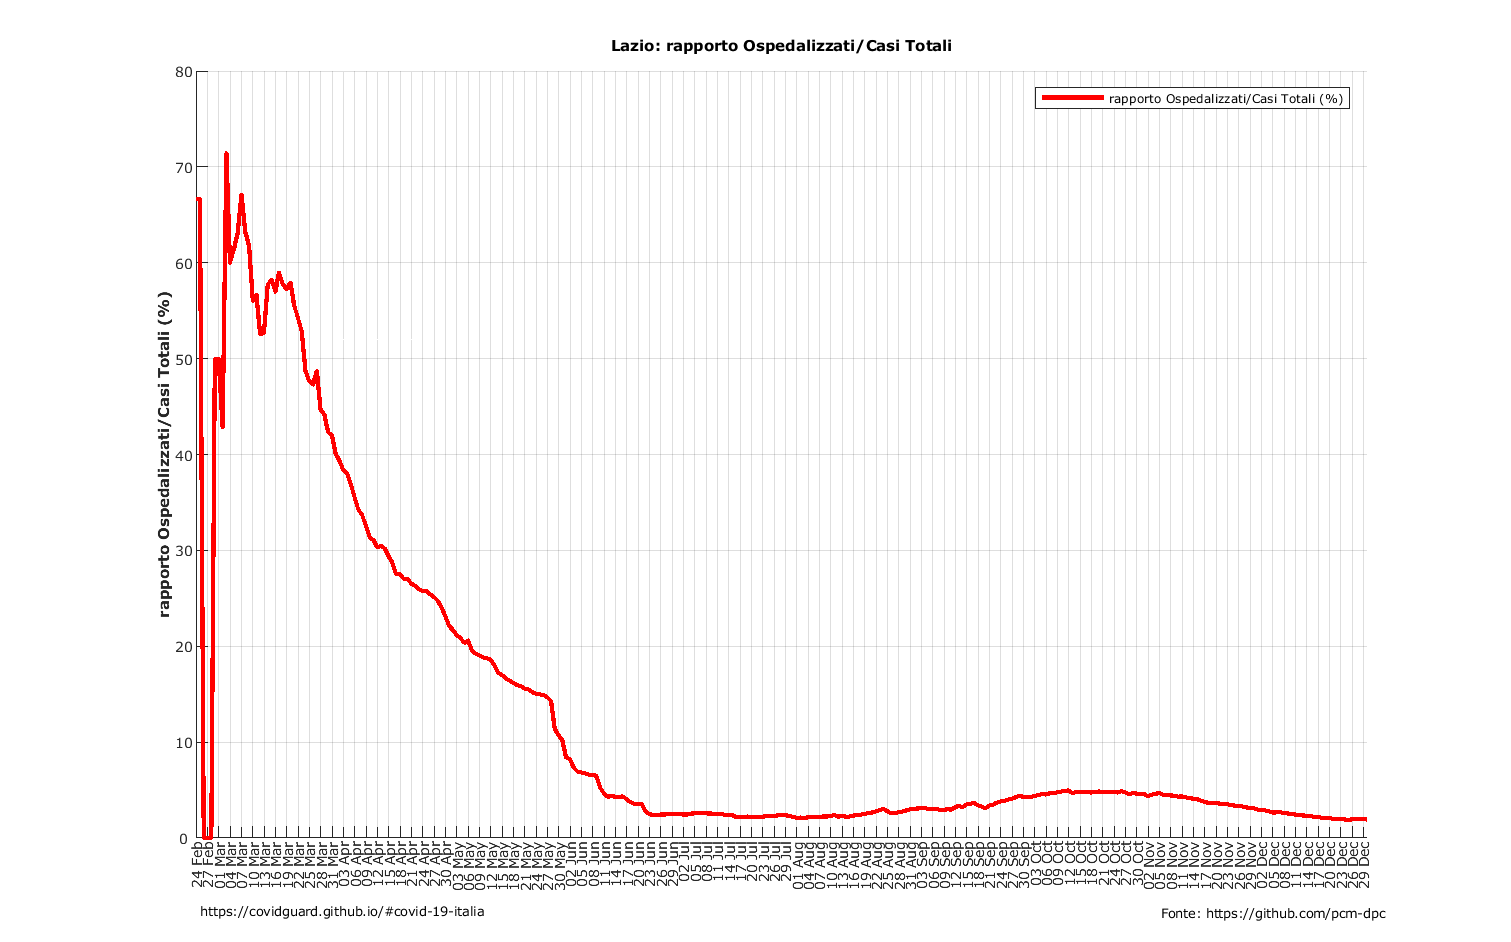 Lazio: rapporto Ospedalizzati/Casi Totali
rapporto Ospedalizzati/Casi Totali (%)
rapporto Ospedalizzati/Casi Totali (%)
80
70
60
50
40
30
20
10
0
24 Feb
27 Feb
01 Mar
04 Mar
07 Mar
10 Mar
13 Mar
16 Mar
19 Mar
22 Mar
25 Mar
28 Mar
31 Mar
03 Apr
06 Apr
09 Apr
12 Apr
15 Apr
18 Apr
21 Apr
24 Apr
27 Apr
30 Apr
03 May
06 May
09 May
12 May
15 May
18 May
21 May
24 May
27 May
30 May
02 Jun
05 Jun
08 Jun
11 Jun
14 Jun
17 Jun
20 Jun
23 Jun
26 Jun
29 Jun
02 Jul
05 Jul
08 Jul
11 Jul
14 Jul
17 Jul
20 Jul
23 Jul
26 Jul
29 Jul
01 Aug
04 Aug
07 Aug
10 Aug
13 Aug
16 Aug
19 Aug
22 Aug
25 Aug
28 Aug
31 Aug
03 Sep
06 Sep
09 Sep
12 Sep
15 Sep
18 Sep
21 Sep
24 Sep
27 Sep
30 Sep
03 Oct
06 Oct
09 Oct
12 Oct
15 Oct
18 Oct
21 Oct
24 Oct
27 Oct
30 Oct
02 Nov
05 Nov
08 Nov
11 Nov
14 Nov
17 Nov
20 Nov
23 Nov
26 Nov
29 Nov
02 Dec
05 Dec
08 Dec
11 Dec
14 Dec
17 Dec
20 Dec
23 Dec
26 Dec
29 Dec
https://covidguard.github.io/#covid-19-italia
Fonte: https://github.com/pcm-dpc